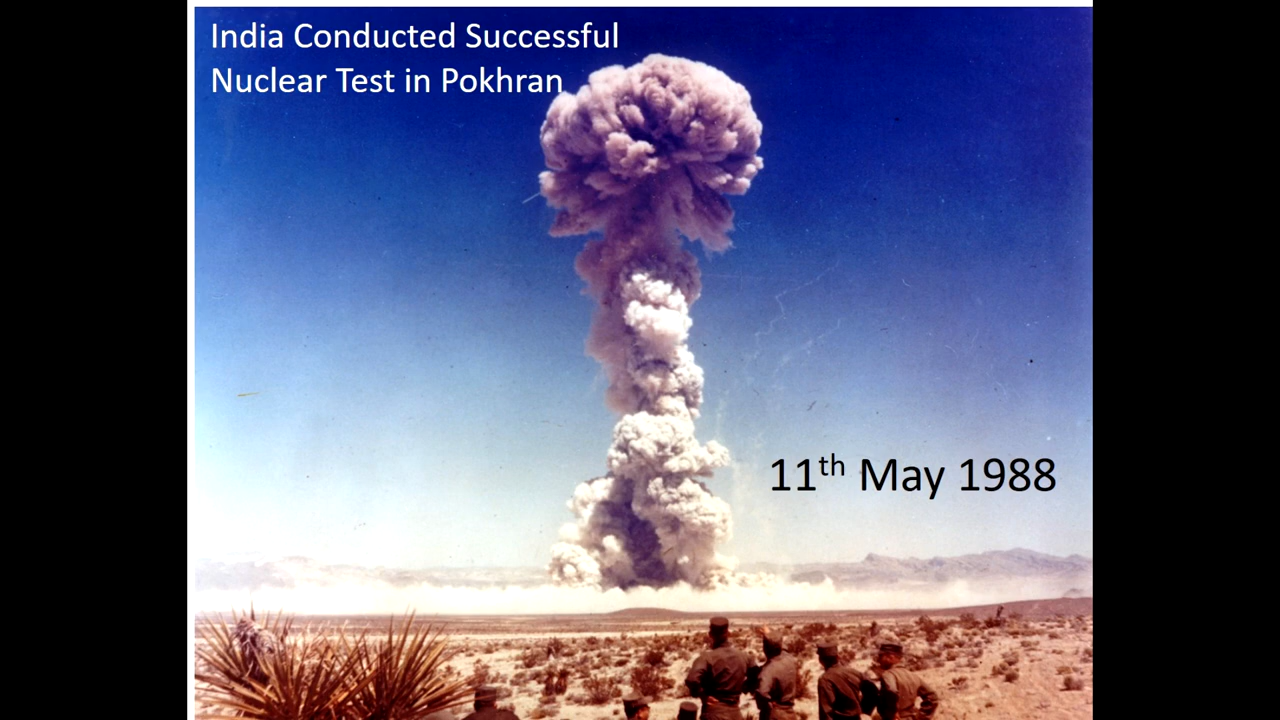 India Conducted Successful
Nuclear Test in Pokhran
11th May 1988